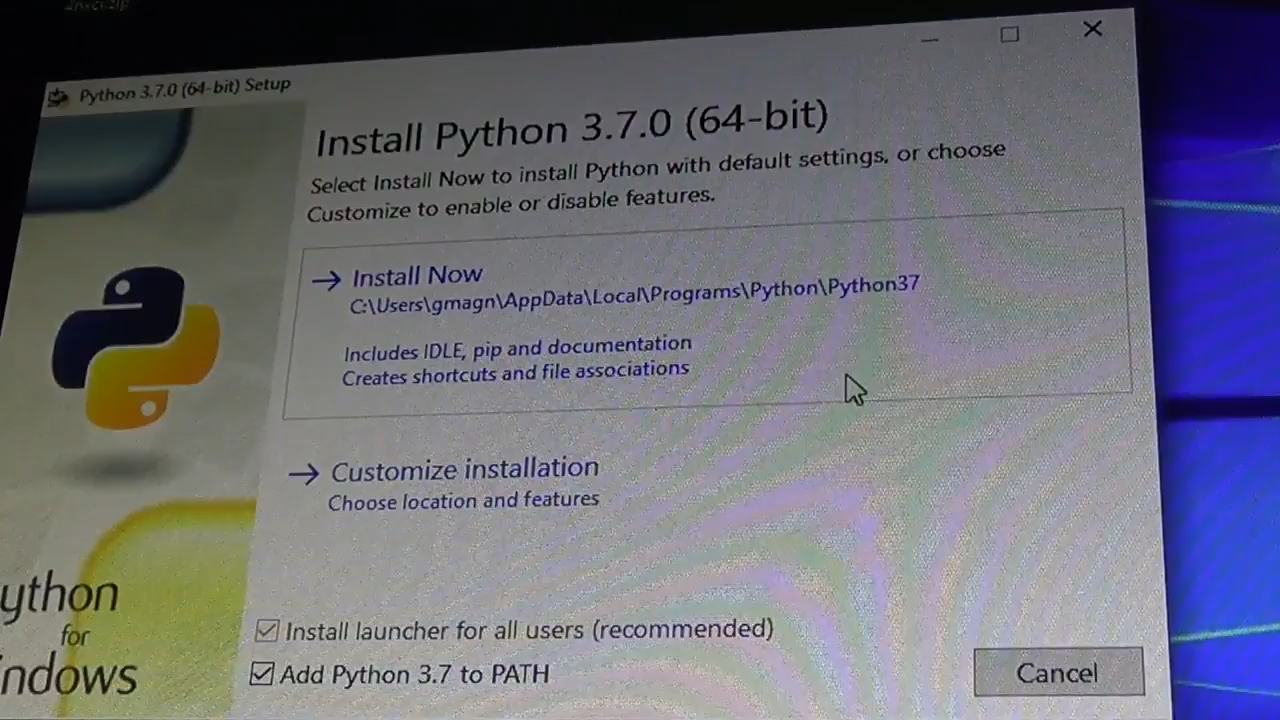 Python 3.7.0 (64-bit) Setup
Install Python 3.7.0 (64-bit)
Select Install Now to install Python with default settings, or choose
Customize to enable or disable features.
→ Install Now
C:\Users\gmagn\AppData\Local\Programs\Python\Python37
Includes IDLE, pip and documentation
Creates shortcuts and file associations
→ Customize installation
Choose location and features
ython
for
indows
Install launcher for all users (recommended)
Add Python 3.7 to PATH
Cancel